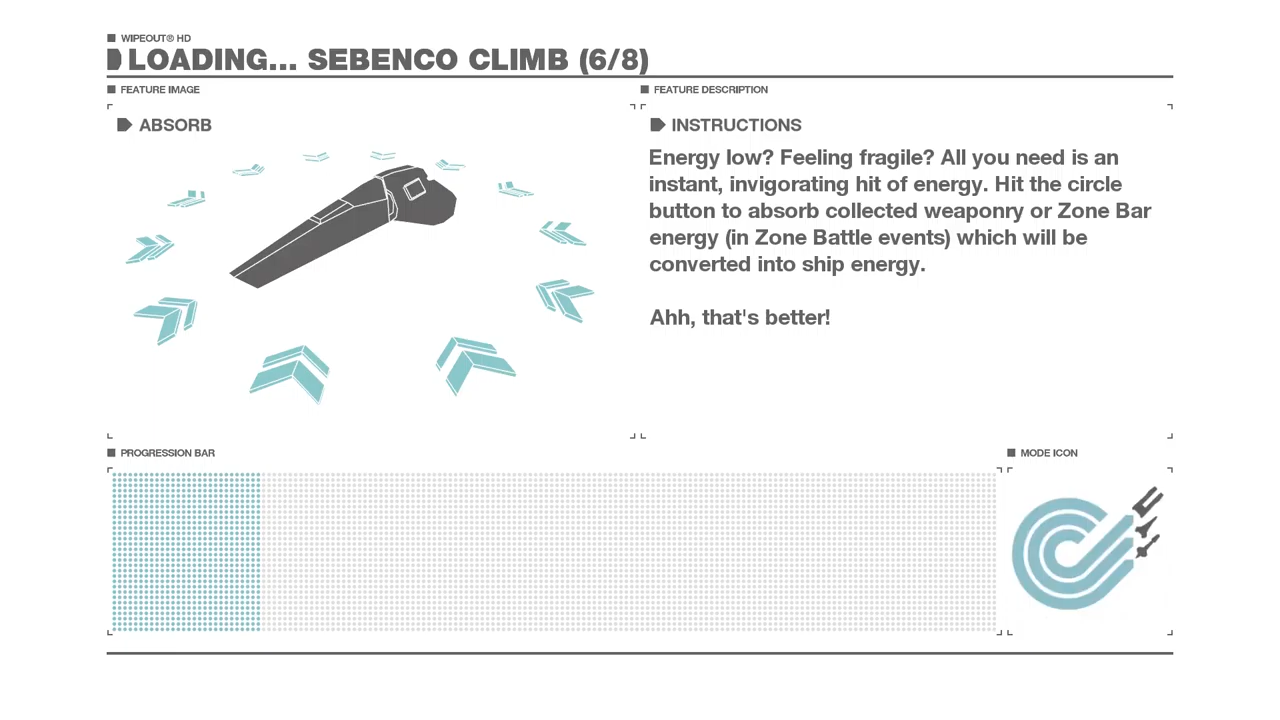 WIPEOUT® HD
LOADING... SEBENCO CLIMB (6/8)
FEATURE IMAGE
FEATURE DESCRIPTION
ABSORB
INSTRUCTIONS
Energy low? Feeling fragile? All you need is an
instant, invigorating hit of energy. Hit the circle
button to absorb collected weaponry or Zone Bar
energy (in Zone Battle events) which will be
converted into ship energy.
Ahh, that's better!
PROGRESSION BAR
MODE ICON